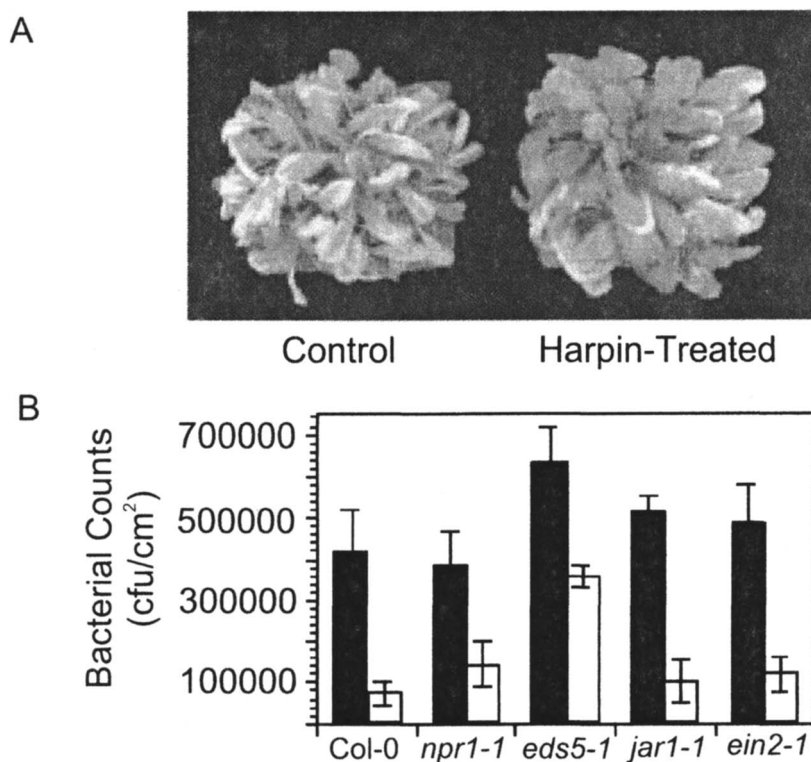 A
Control Harpin-Treated
B
Bacterial Counts
(cfu/cm²)
700000
500000
300000
100000
Col-0 npr1-1 eds5-1 jar1-1 ein2-1